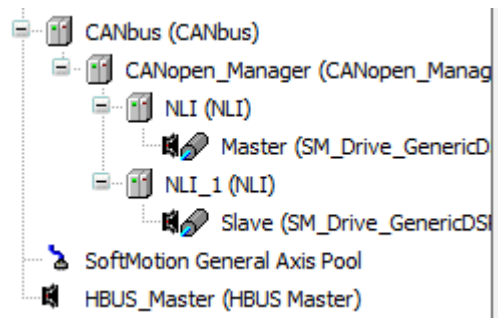 CANbus (CANbus)
CANopen_Manager (CANopen_Manag
NLI (NLI)
Master (SM_Drive_GenericD
NLI_1 (NLI)
Slave (SM_Drive_GenericDSI
SoftMotion General Axis Pool
HBUS_Master (HBUS Master)